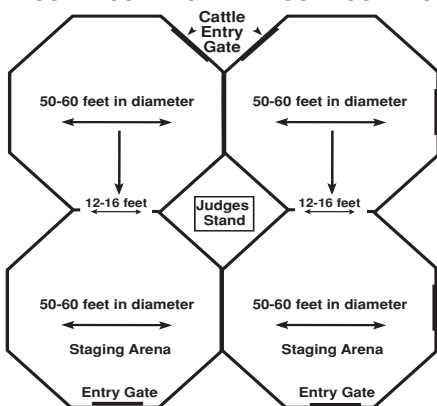 Cattle
Entry
Gate
50-60 feet in diameter
50-60 feet in diameter
12-16 feet
Judges
Stand
12-16 feet
50-60 feet in diameter
50-60 feet in diameter
Staging Arena
Staging Arena
Entry Gate
Entry Gate